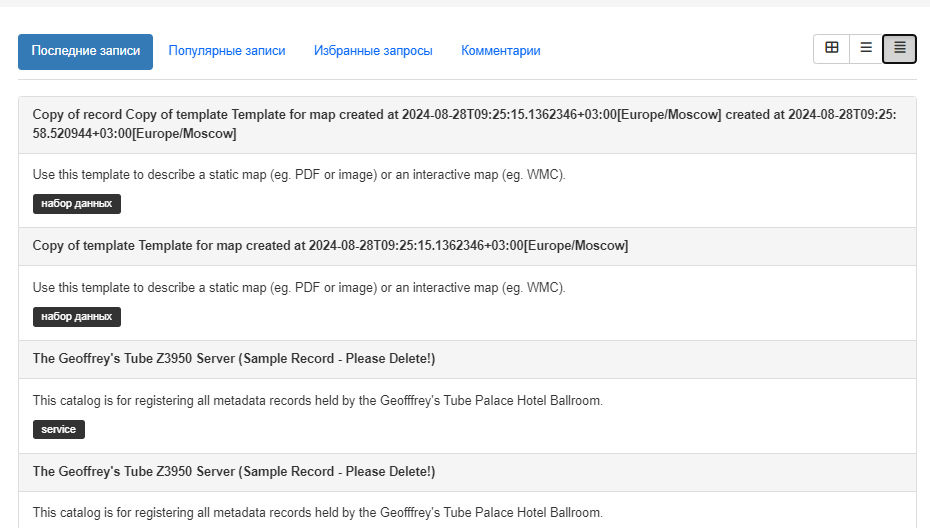 Последние записи
Популярные записи
Избранные запросы
Комментарии
Copy of record Copy of template Template for map created at 2024-08-28T09:25:15.1362346+03:00[Europe/Moscow] created at 2024-08-28T09:25:
58.520944+03:00[Europe/Moscow]
Use this template to describe a static map (eg. PDF or image) or an interactive map (eg. WMC).
набор данных
Copy of template Template for map created at 2024-08-28T09:25:15.1362346+03:00[Europe/Moscow]
Use this template to describe a static map (eg. PDF or image) or an interactive map (eg. WMC).
набор данных
The Geoffrey's Tube Z3950 Server (Sample Record - Please Delete!)
This catalog is for registering all metadata records held by the Geofffrey's Tube Palace Hotel Ballroom.
service
The Geoffrey's Tube Z3950 Server (Sample Record - Please Delete!)
This catalog is for registering all metadata records held by the Geofffrey's Tube Palace Hotel Ballroom.